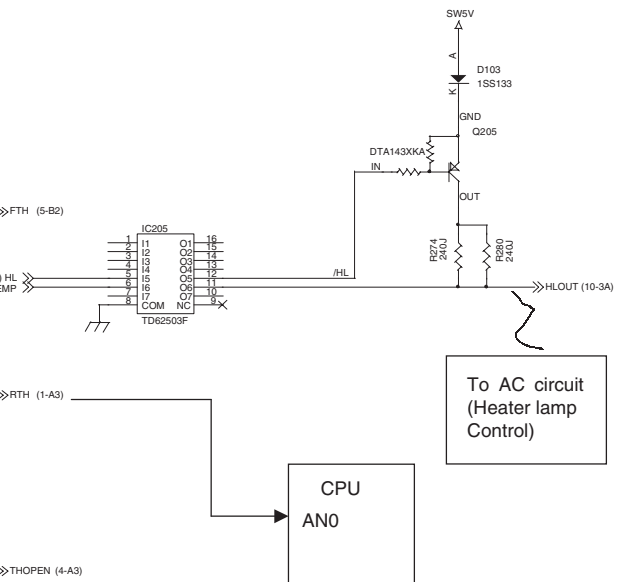 SW5V
A
D103
1SS133
K
GND
Q205
DTA143XKA
IN
OUT
FTH (5-B2)
IC205
1 I1 O1 16
2 I2 O2 15
3 I3 O3 14
4 I4 O4 13
5 I5 O5 12
6 I6 O6 11
7 I7 O7 10
8 COM NC 9
TD62503F
) HL
EMP
/HL
R274
240J
R280
240J
HLOUT (10-3A)
To AC circuit
(Heater lamp
Control)
RTH (1-A3)
CPU
AN0
THOPEN (4-A3)